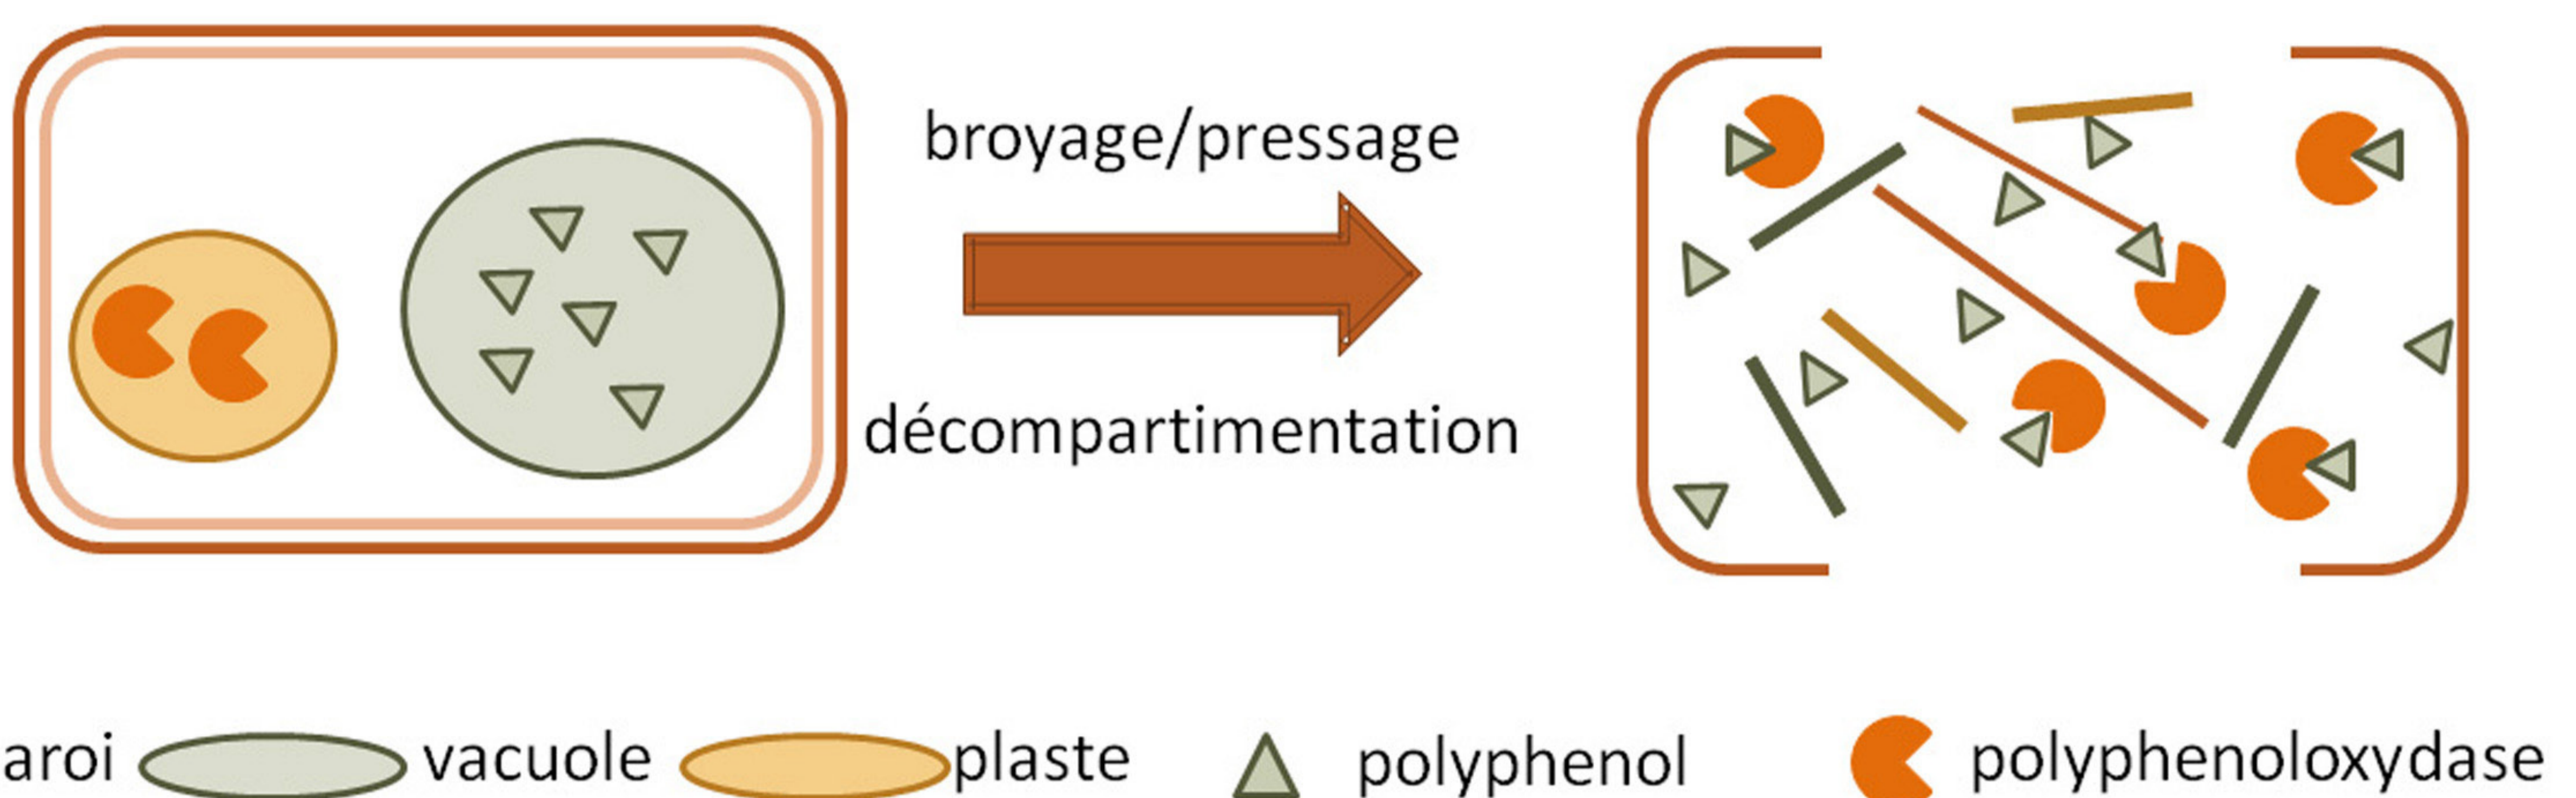 broyage/pressage
décompartimentation
aroi vacuole plaste polyphenol polyphenoloxydase